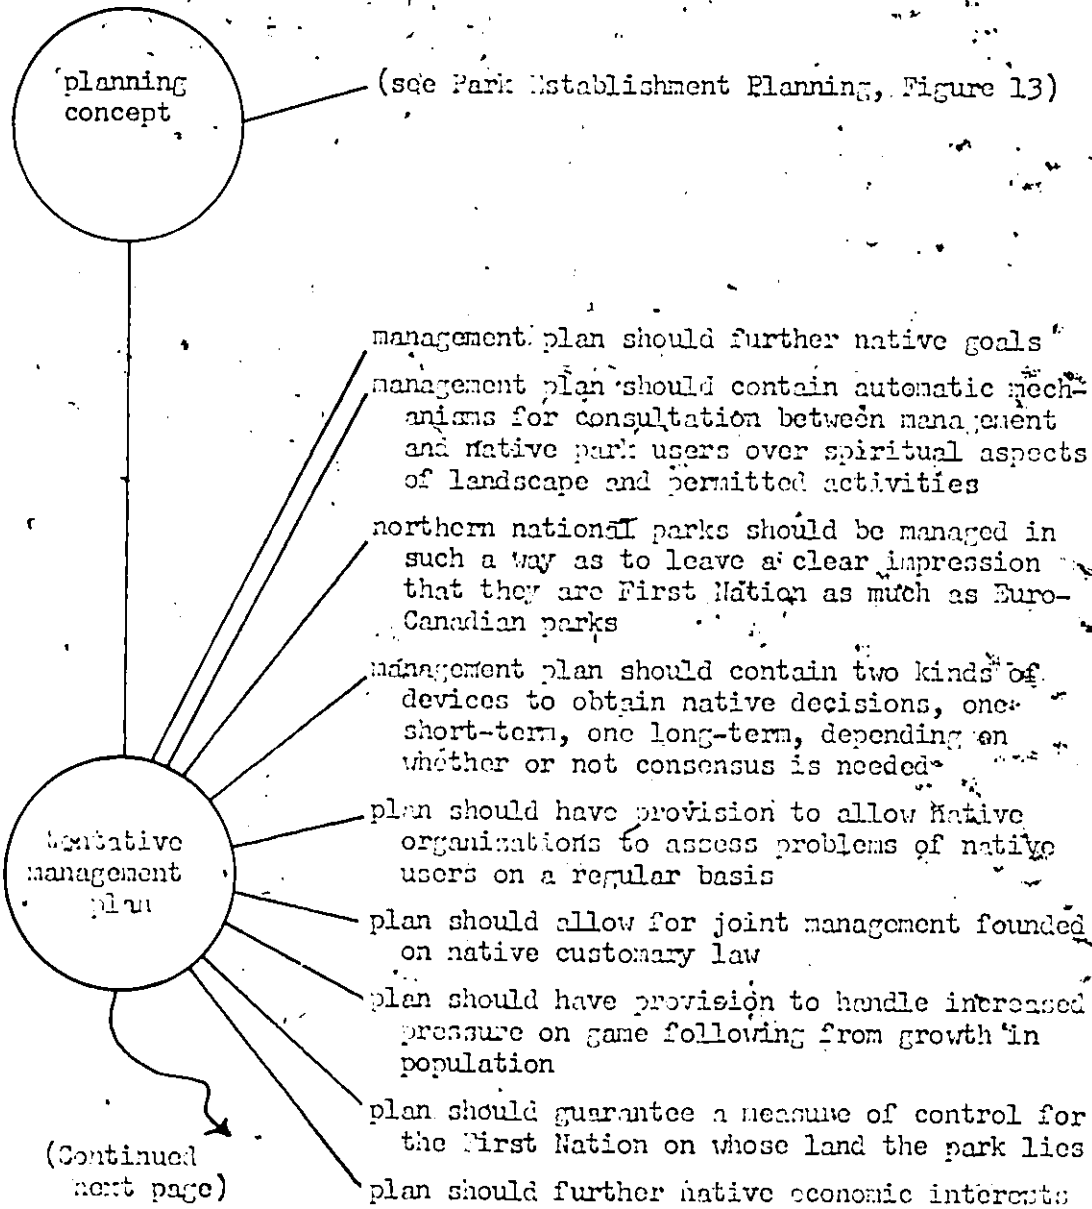 planning
concept
(see Park Establishment Planning, Figure 13)
management plan should further native goals
management plan should contain automatic mech-
anisms for consultation between management
and native park users over spiritual aspects
of landscape and permitted activities
northern national parks should be managed in
such a way as to leave a clear impression
that they are First Nation as much as Euro-
Canadian parks
management plan should contain two kinds of
devices to obtain native decisions, one
short-term, one long-term, depending on
whether or not consensus is needed
plan should have provision to allow native
organizations to assess problems of native
users on a regular basis
tentative
management
plan
plan should allow for joint management founded
on native customary law
plan should have provision to handle increased
pressure on game following from growth in
population
plan should guarantee a measure of control for
the First Nation on whose land the park lies
plan should further native economic interests
(Continued
next page)